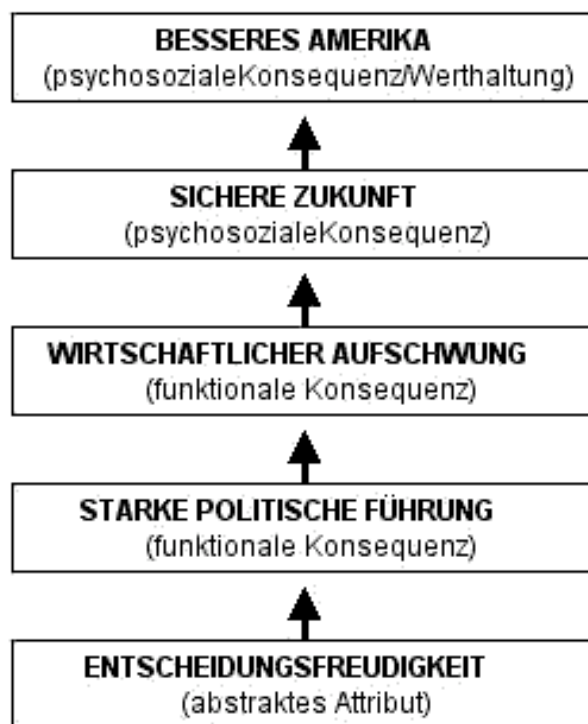 BESSERES AMERIKA
(psychosozialeKonsequenz/Werthaltung)
SICHERE ZUKUNFT
(psychosozialeKonsequenz)
WIRTSCHAFTLICHER AUFSCHWUNG
(funktionale Konsequenz)
STARKE POLITISCHE FÜHRUNG
(funktionale Konsequenz)
ENTSCHEIDUNGSFREUDIGKEIT
(abstraktes Attribut)